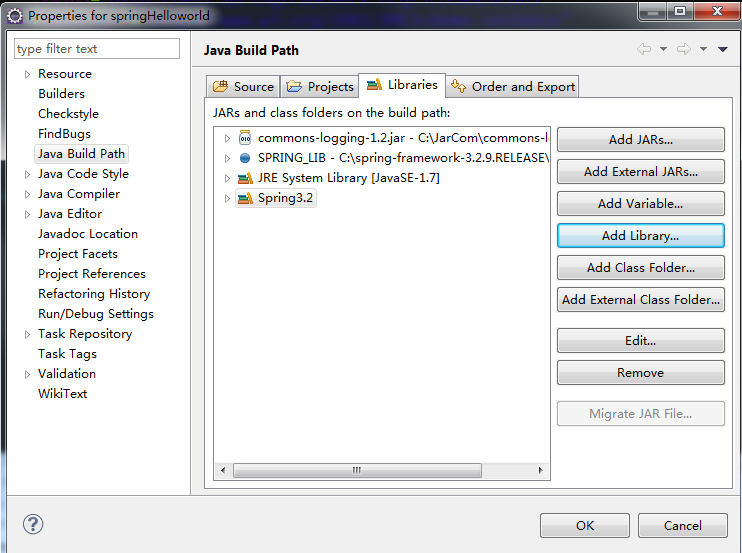 Properties for springHelloworld
type filter text
Resource
Builders
Checkstyle
FindBugs
Java Build Path
Java Code Style
Java Compiler
Java Editor
Javadoc Location
Project Facets
Project References
Refactoring History
Run/Debug Settings
Task Repository
Task Tags
Validation
WikiText
Java Build Path
Source
Projects
Libraries
Order and Export
JARs and class folders on the build path:
commons-logging-1.2.jar - C:\JarCom\commons-l
SPRING_LIB - C:\spring-framework-3.2.9.RELEASE\
JRE System Library [JavaSE-1.7]
Spring3.2
Add JARs...
Add External JARs...
Add Variable...
Add Library...
Add Class Folder...
Add External Class Folder...
Edit...
Remove
Migrate JAR File...
OK
Cancel